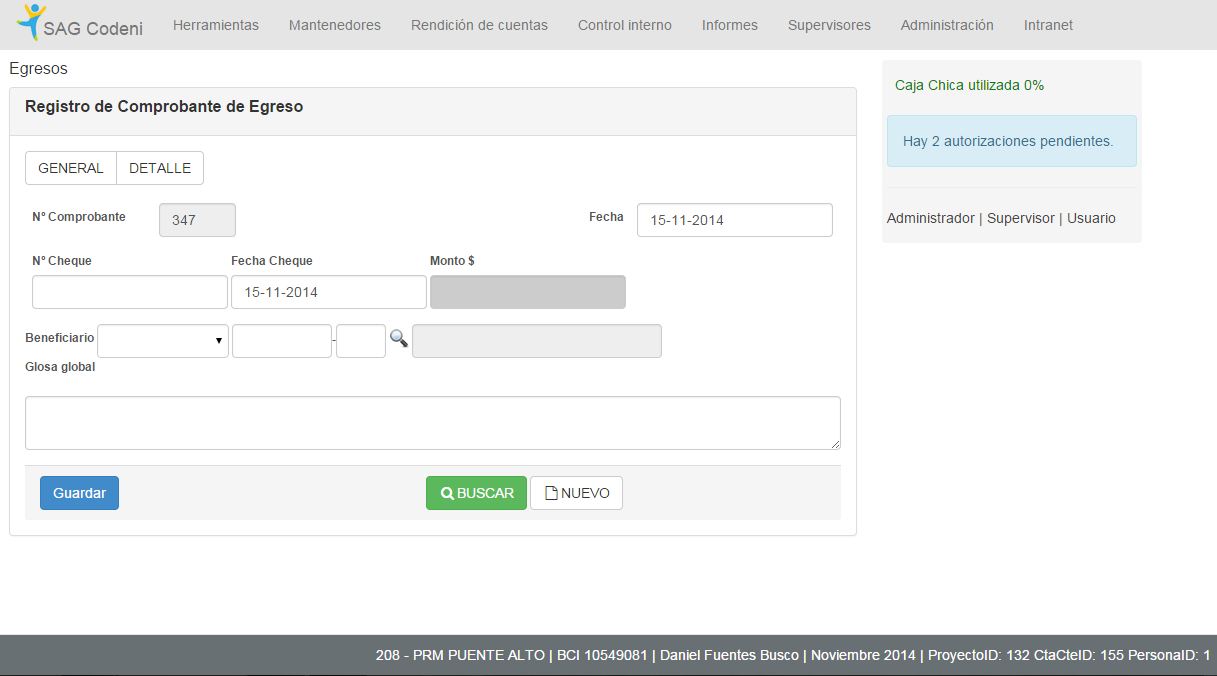 SAG Codeni Herramientas Mantenedores Rendición de cuentas Control interno Informes Supervisores Administración Intranet
Egresos
Registro de Comprobante de Egreso
GENERAL DETALLE
Nº Comprobante 347 Fecha 15-11-2014
Nº Cheque Fecha Cheque Monto $
15-11-2014
Beneficiario -
Glosa global
Guardar BUSCAR NUEVO
Caja Chica utilizada 0%
Hay 2 autorizaciones pendientes.
Administrador | Supervisor | Usuario
208 - PRM PUENTE ALTO | BCI 10549081 | Daniel Fuentes Busco | Noviembre 2014 | ProyectoID: 132 CtaCteID: 155 PersonaID: 1